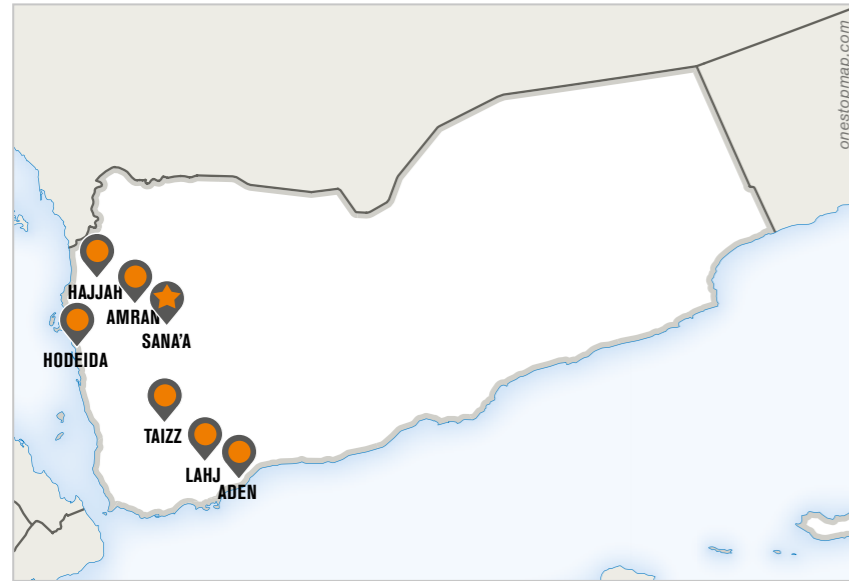 onestopmap.com
HAJJAH
AMRAN
SANA'A
HODEIDA
TAIZZ
LAHJ
ADEN